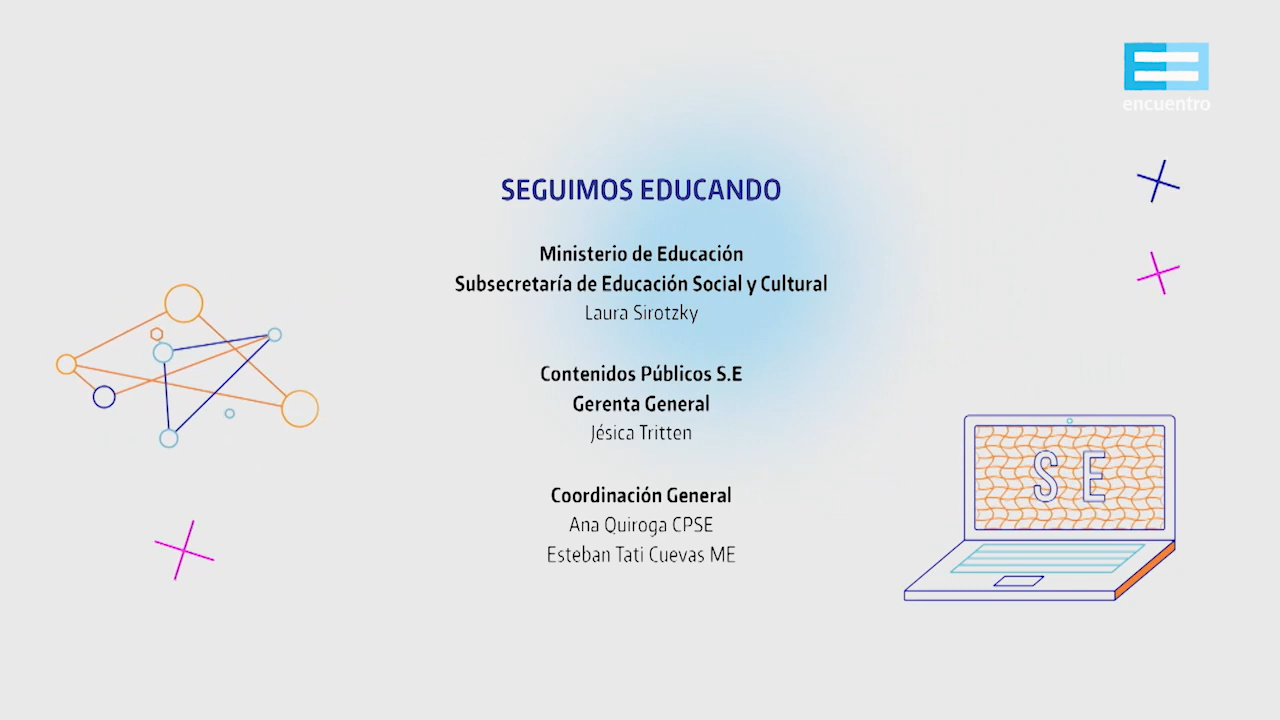 encuentro
SEGUIMOS EDUCANDO
Ministerio de Educación
Subsecretaría de Educación Social y Cultural
Laura Sirotzky
Contenidos Públicos S.E
Gerenta General
Jésica Tritten
Coordinación General
Ana Quiroga CPSE
Esteban Tati Cuevas ME
S E